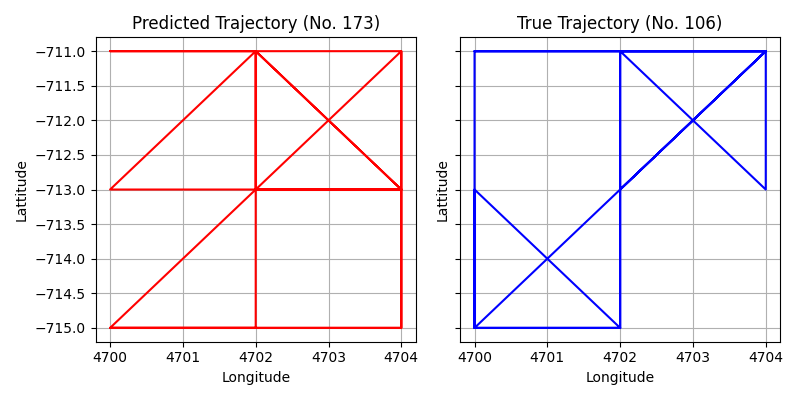 Predicted Trajectory (No. 173)
True Trajectory (No. 106)
−711.0
−711.5
−712.0
−712.5
−713.0
−713.5
−714.0
−714.5
−715.0
Lattitude
Lattitude
4700 4701 4702 4703 4704
4700 4701 4702 4703 4704
Longitude
Longitude